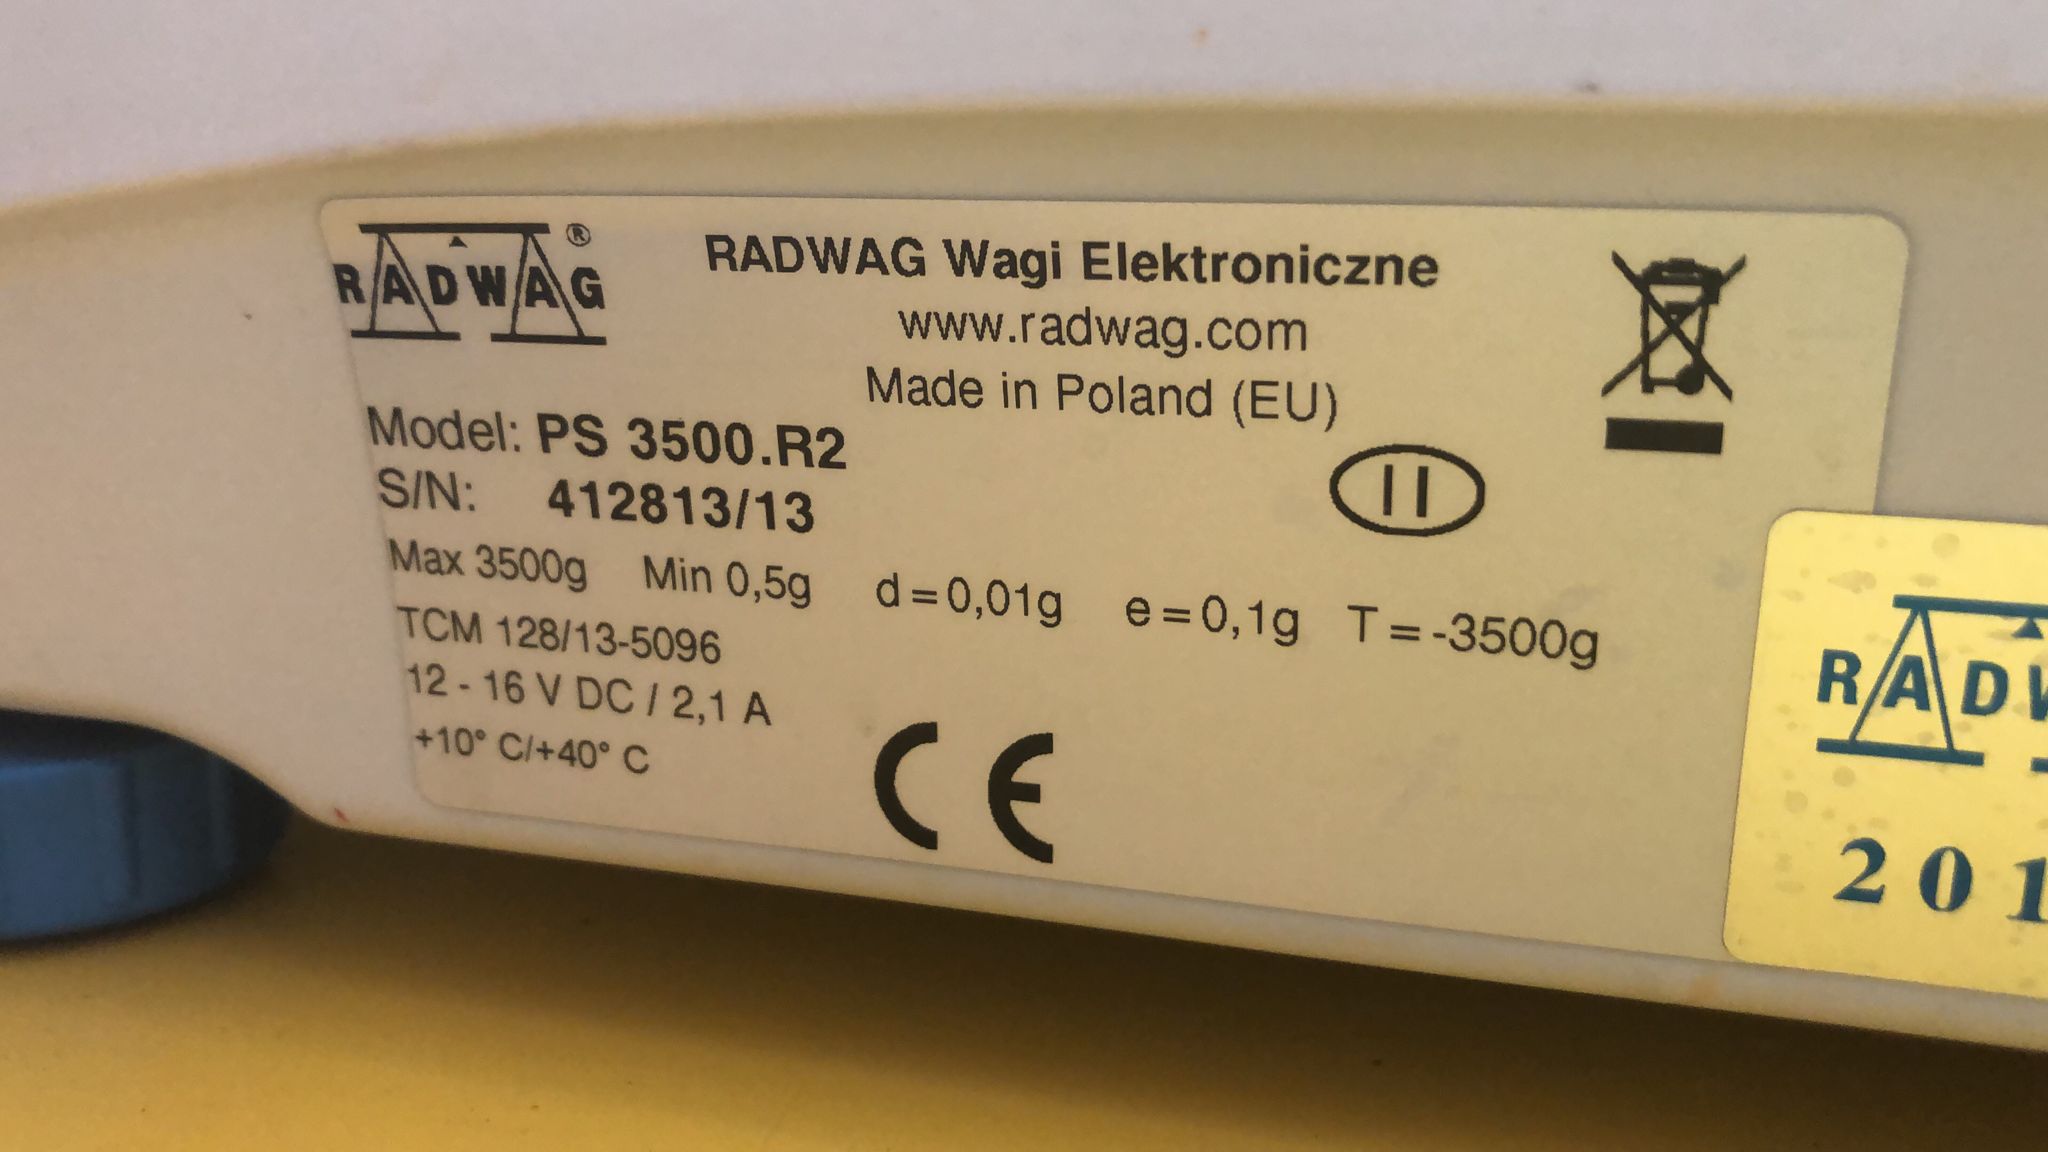 RADWAG®
RADWAG Wagi Elektroniczne
www.radwag.com
Made in Poland (EU)
Model: PS 3500.R2
S/N: 412813/13
II
Max 3500g Min 0,5g d=0,01g e=0,1g T=-3500g
TCM 128/13-5096
12 - 16 V DC / 2,1 A
+10° C/+40° C
CE
RADW
201